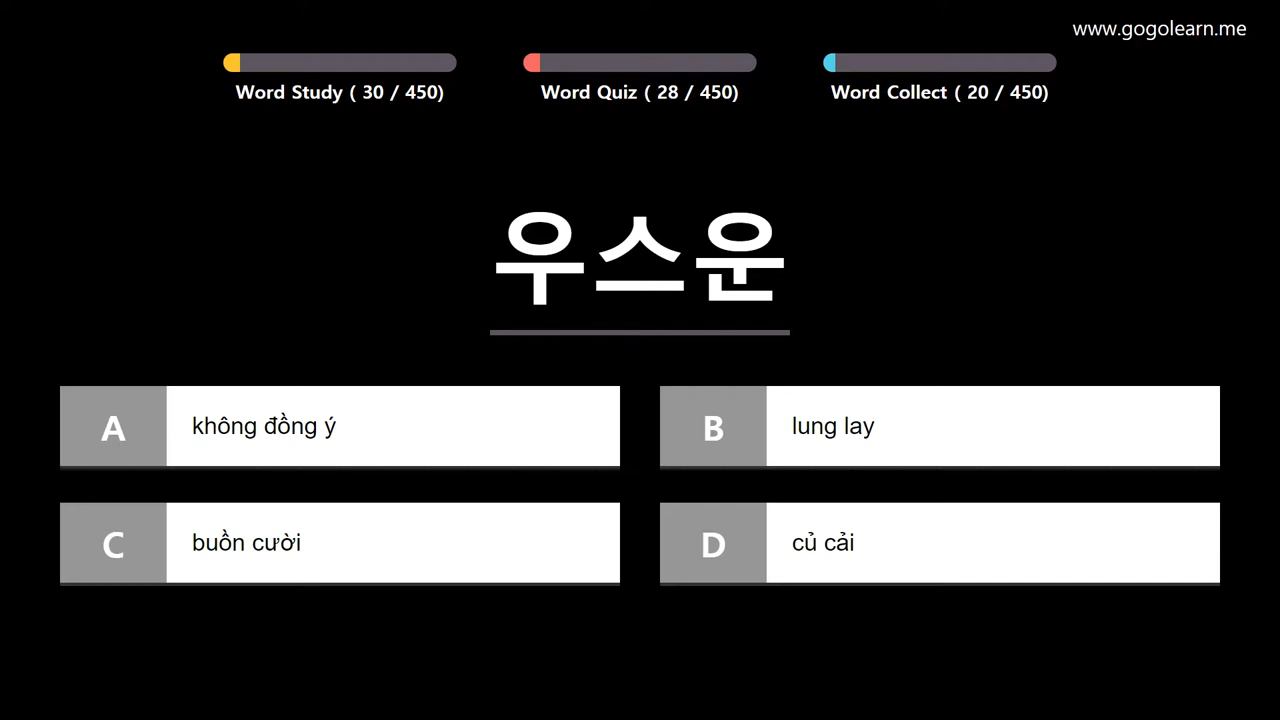 www.gogolearn.me
Word Study ( 30 / 450)
Word Quiz ( 28 / 450)
Word Collect ( 20 / 450)
우스운
A không đồng ý
B lung lay
C buồn cười
D củ cải